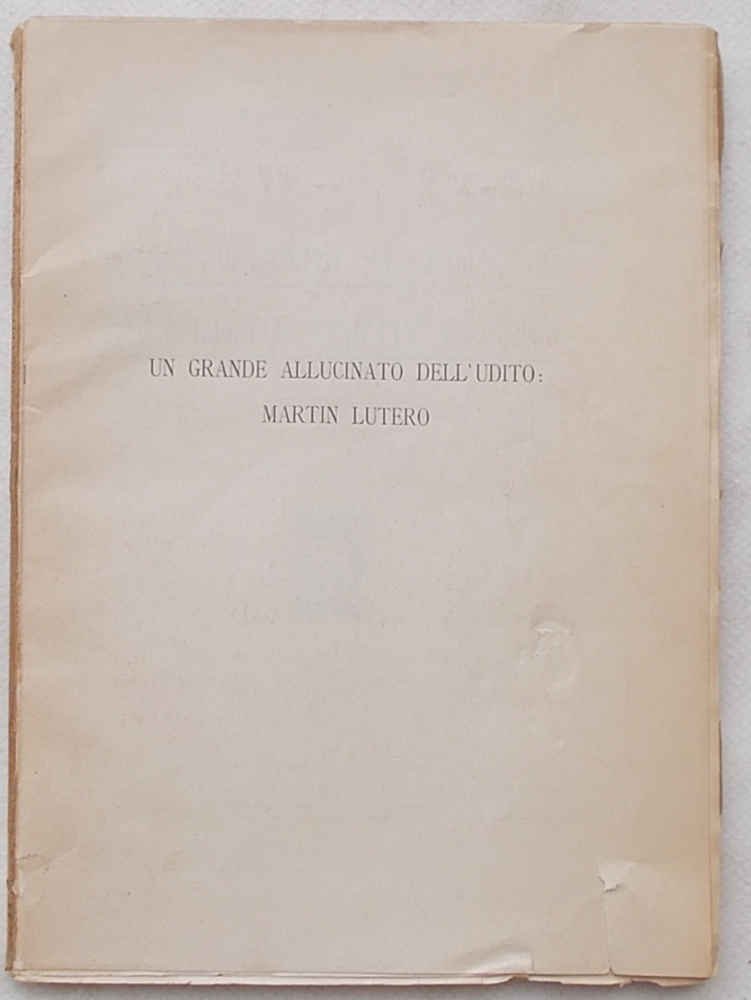 UN GRANDE ALLUCINATO DELL'UDITO:
MARTIN LUTERO